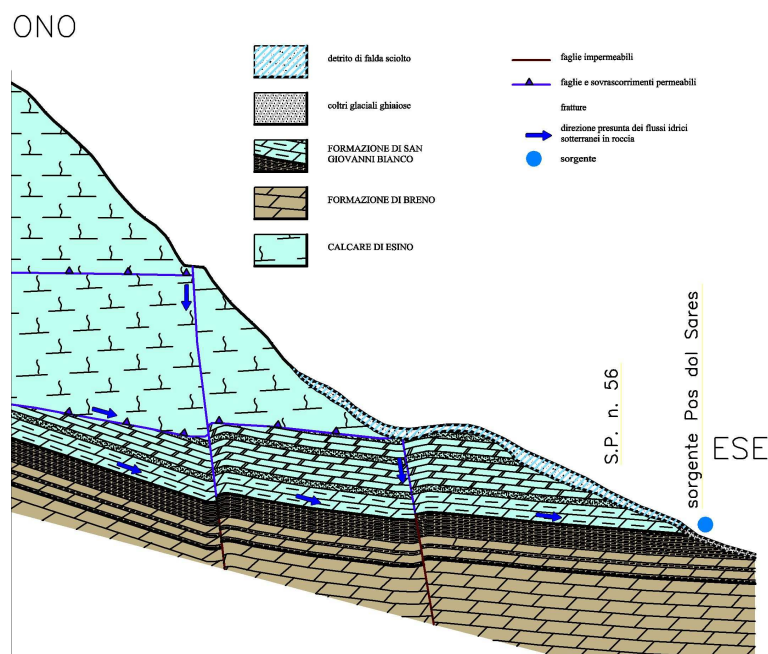 ONO
detrito di falda sciolto
coltri glaciali ghiaiose
FORMAZIONE DI SAN
GIOVANNI BIANCO
FORMAZIONE DI BRENO
CALCARE DI ESINO
faglie impermeabili
faglie e sovrascorrimenti permeabili
fratture
direzione presunta dei flussi idrici
sotterranei in roccia
sorgente
S.P. n. 56
sorgente Pos dol Sares
ESE